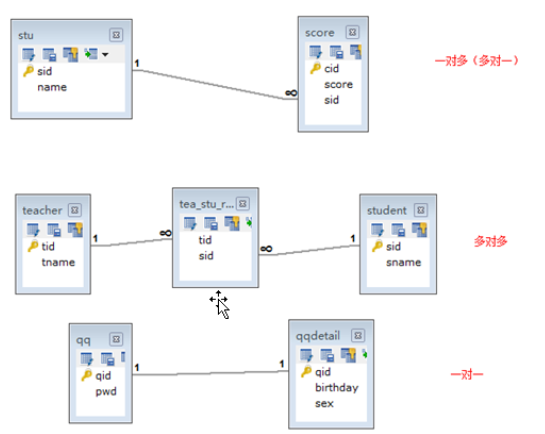 stu
sid
name
1
∞
score
cid
score
sid
一对多（多对一）
teacher
tid
tname
1
∞
tea_stu_r...
tid
sid
∞
1
student
sid
sname
多对多
qq
qid
pwd
1
1
qqdetail
qid
birthday
sex
一对一